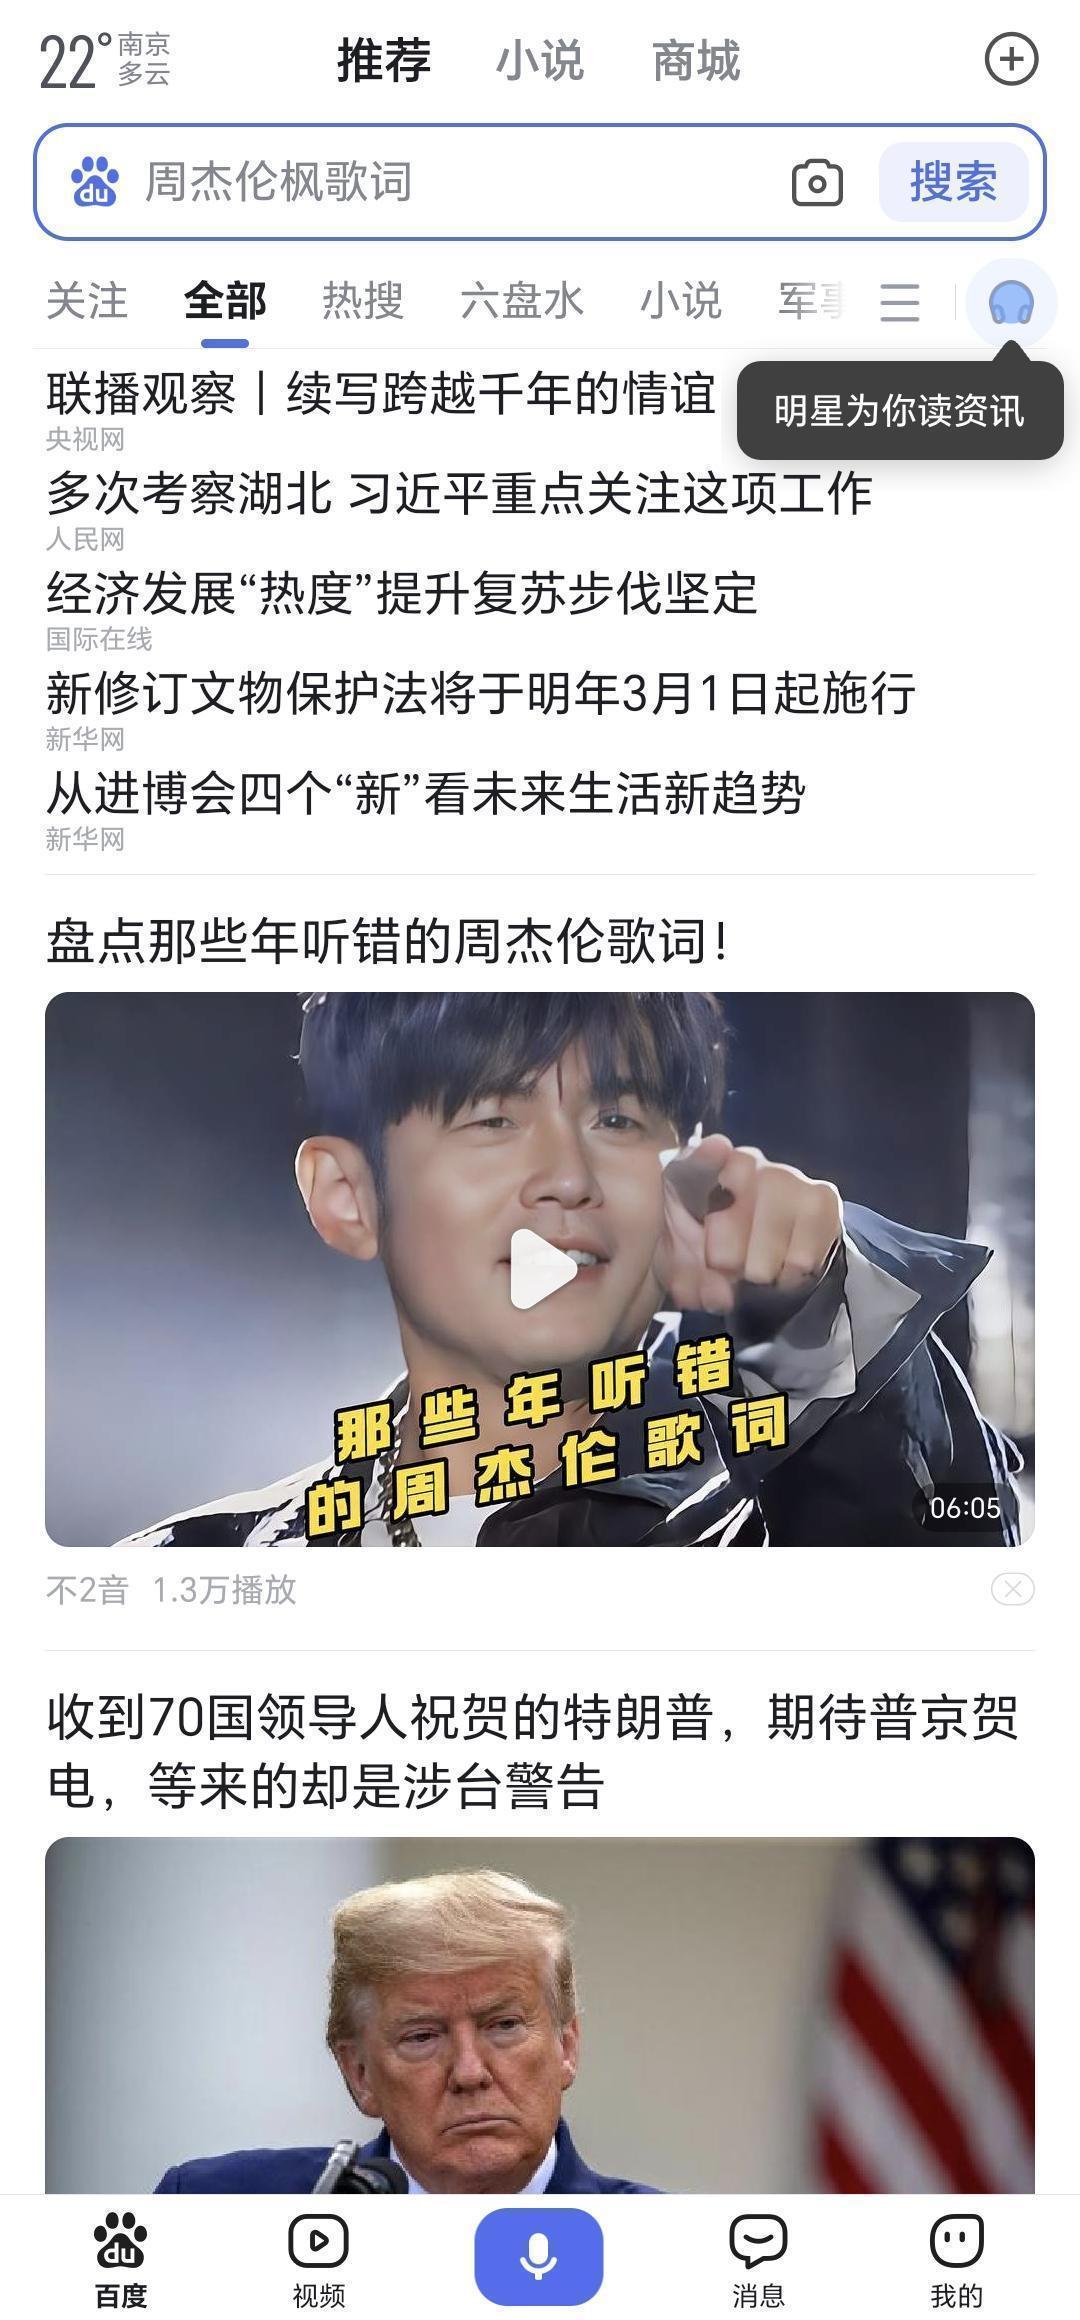 22°
南京
多云
推荐 小说 商城
du 周杰伦枫歌词 搜索
关注 全部 热搜 六盘水 小说 军事
明星为你读资讯
联播观察｜续写跨越千年的情谊
央视网
多次考察湖北 习近平重点关注这项工作
人民网
经济发展“热度”提升复苏步伐坚定
国际在线
新修订文物保护法将于明年3月1日起施行
新华网
从进博会四个“新”看未来生活新趋势
新华网
盘点那些年听错的周杰伦歌词！
那些年听错
的周杰伦歌词
06:05
不2音 1.3万播放
收到70国领导人祝贺的特朗普，期待普京贺
电，等来的却是涉台警告
du
百度 视频 消息 我的